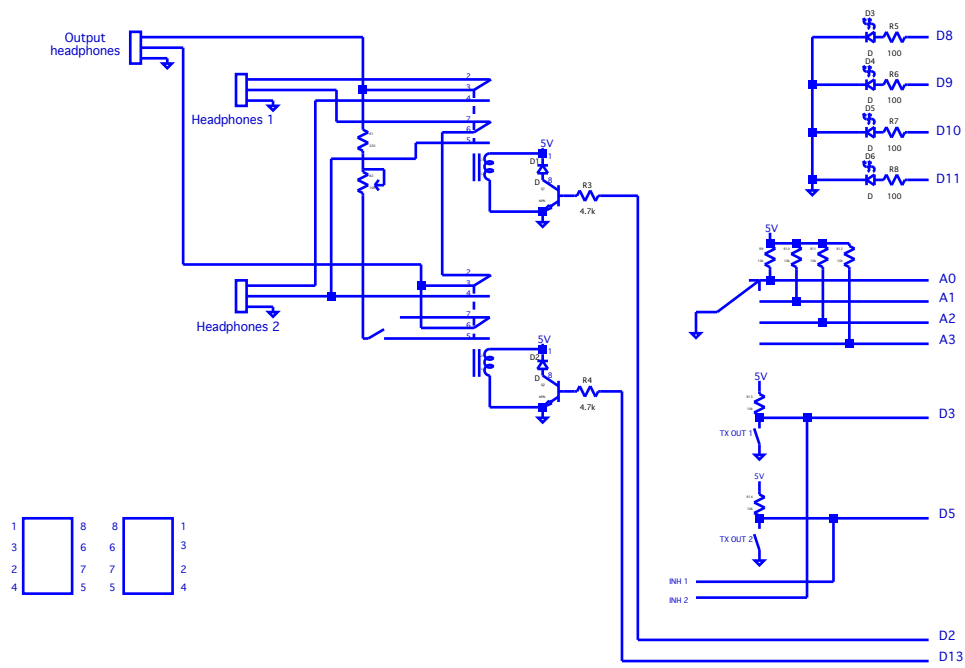 Output
headphones
Headphones 1
Headphones 2
2
3
4
7
6
5
5V
1
D1
D
8
R3
4.7k
2
3
4
7
6
5
5V
1
D2
D
8
R4
4.7k
D3
R5
D8
D
100
D4
R6
D9
D
100
D5
R7
D10
D
100
D6
R8
D11
D
100
5V
A0
A1
A2
A3
5V
D3
TX OUT 1
5V
D5
TX OUT 2
INH 1
INH 2
D2
D13
1 8 8 1
3 6 6 3
2 7 7 2
4 5 5 4